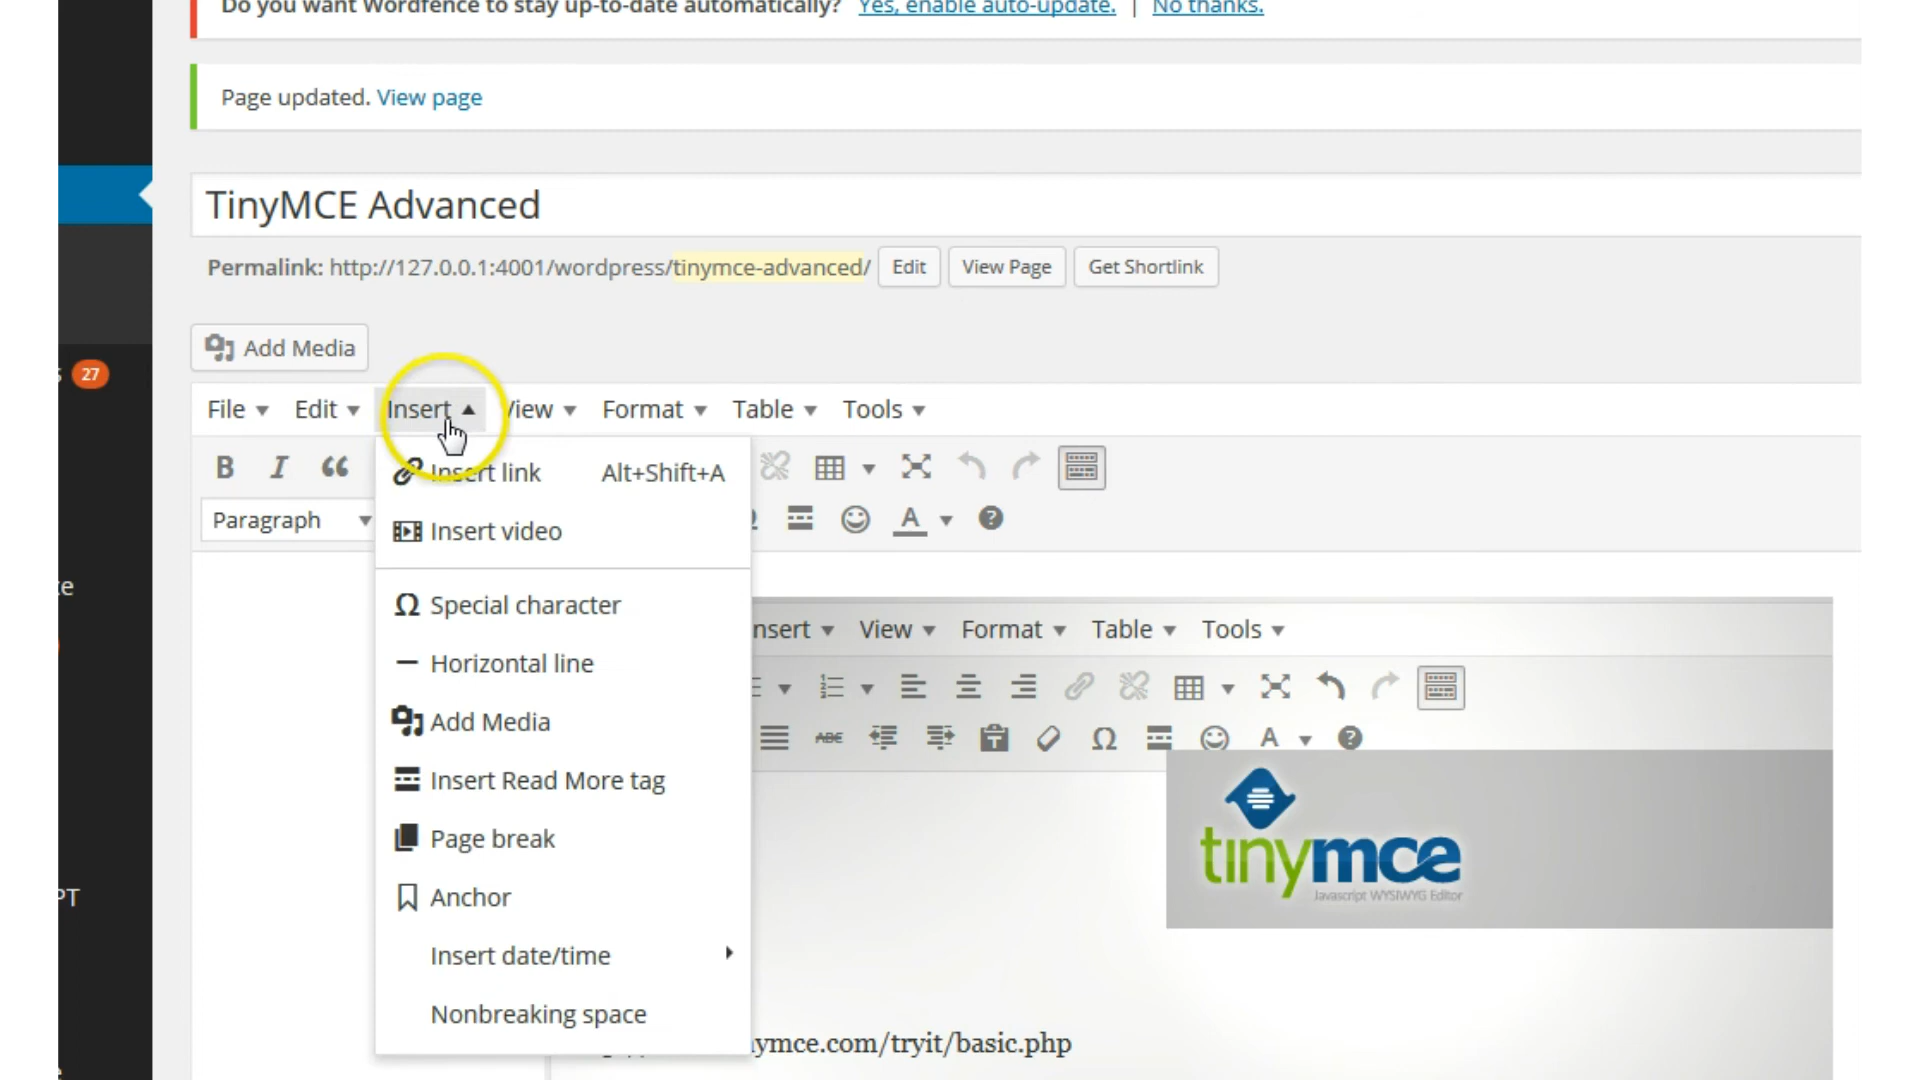 Do you want Wordfence to stay up-to-date automatically? Yes, enable auto-update. | No thanks.
Page updated. View page
TinyMCE Advanced
Permalink: http://127.0.0.1:4001/wordpress/tinymce-advanced/ Edit View Page Get Shortlink
Add Media
27
File Edit Insert View Format Table Tools
B I
Insert link Alt+Shift+A
Paragraph A ?
Insert video
te
Special character
nsert View Format Table Tools
Horizontal line
Add Media
ABC T Ω A ?
Insert Read More tag
Page break
tinymce
Javascript WYSIWYG Editor
PT
Anchor
Insert date/time
Nonbreaking space
ymce.com/tryit/basic.php